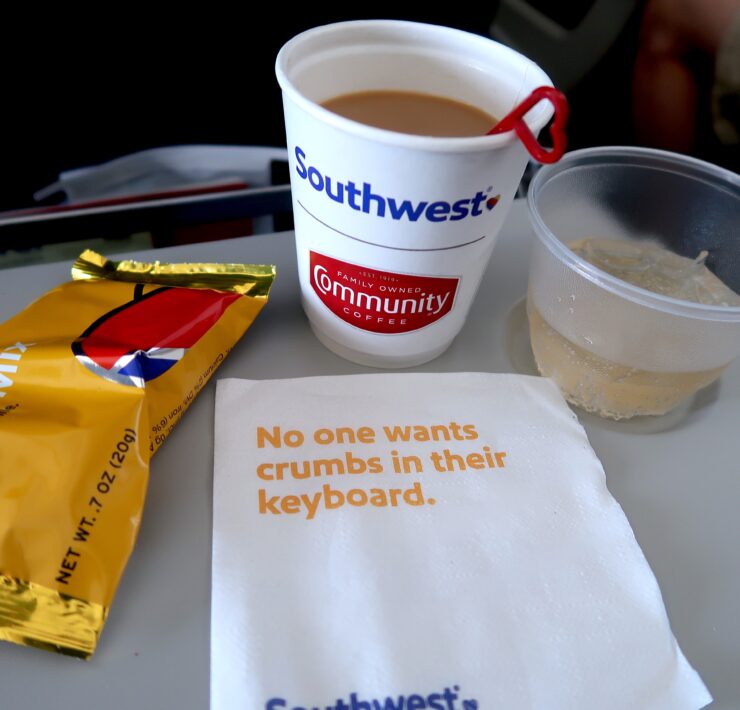 Southwest®
EST. 1919
FAMILY OWNED
Community
COFFEE
No one wants
crumbs in their
keyboard.
Southwest
MIX
NET WT. .7 OZ (20g)